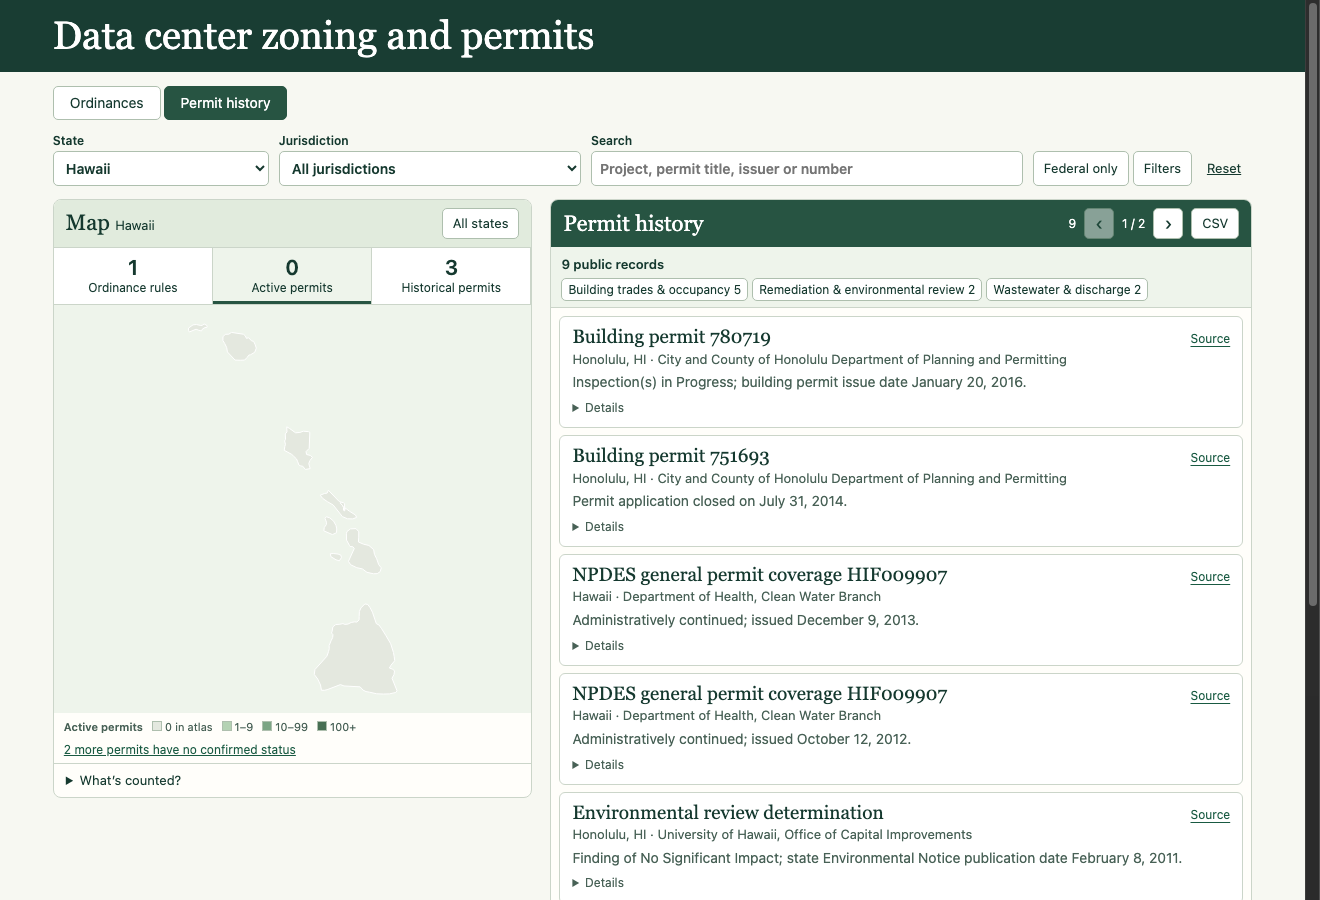 Data center zoning and permits
Ordinances
Permit history
State
Jurisdiction
Search
Hawaii
All jurisdictions
Project, permit title, issuer or number
Federal only
Filters
Reset
Map Hawaii
All states
1
Ordinance rules
0
Active permits
3
Historical permits
Active permits 0 in atlas 1–9 10–99 100+
2 more permits have no confirmed status
What's counted?
Permit history
9
‹
1 / 2
›
CSV
9 public records
Building trades & occupancy 5
Remediation & environmental review 2
Wastewater & discharge 2
Building permit 780719
Source
Honolulu, HI · City and County of Honolulu Department of Planning and Permitting
Inspection(s) in Progress; building permit issue date January 20, 2016.
Details
Building permit 751693
Source
Honolulu, HI · City and County of Honolulu Department of Planning and Permitting
Permit application closed on July 31, 2014.
Details
NPDES general permit coverage HIF009907
Source
Hawaii · Department of Health, Clean Water Branch
Administratively continued; issued December 9, 2013.
Details
NPDES general permit coverage HIF009907
Source
Hawaii · Department of Health, Clean Water Branch
Administratively continued; issued October 12, 2012.
Details
Environmental review determination
Source
Honolulu, HI · University of Hawaii, Office of Capital Improvements
Finding of No Significant Impact; state Environmental Notice publication date February 8, 2011.
Details